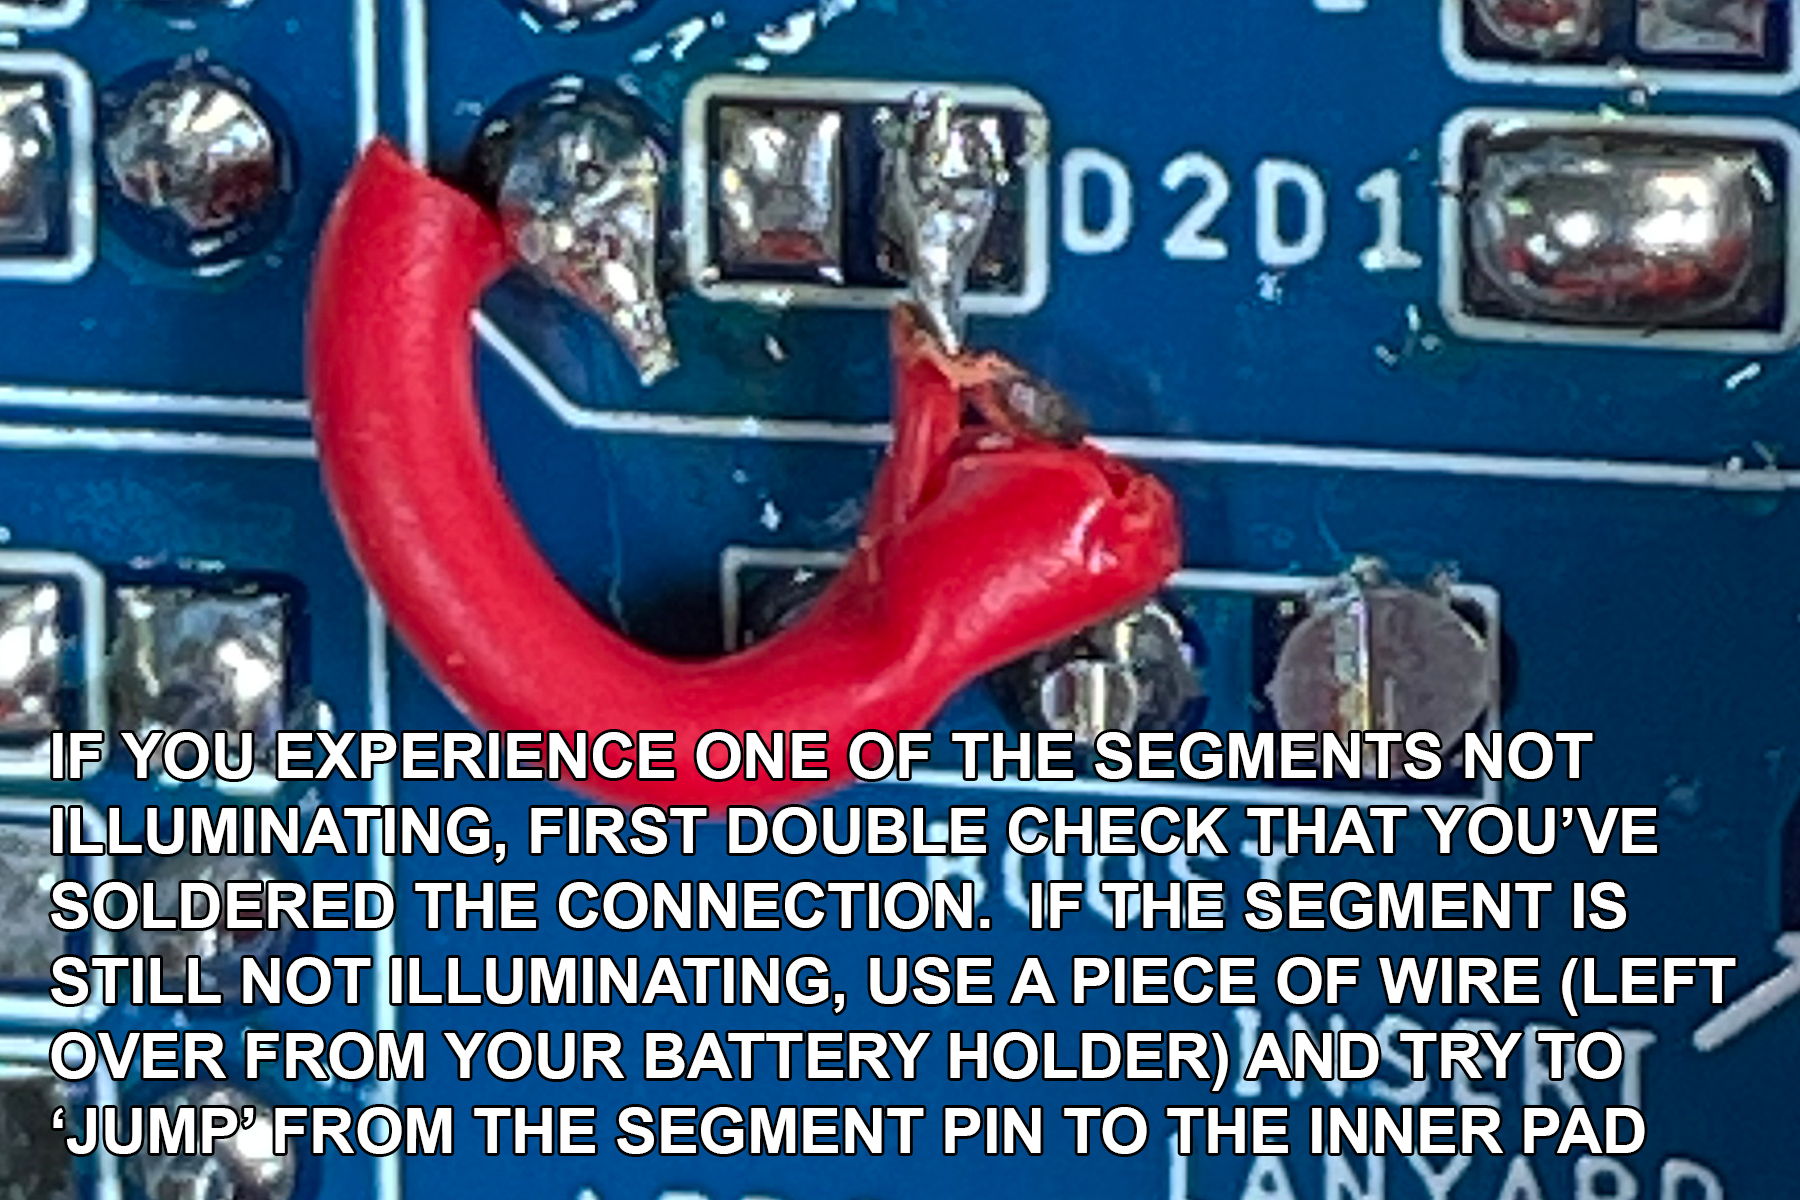 D2D1
IF YOU EXPERIENCE ONE OF THE SEGMENTS NOT
ILLUMINATING, FIRST DOUBLE CHECK THAT YOU’VE
SOLDERED THE CONNECTION.  IF THE SEGMENT IS
STILL NOT ILLUMINATING, USE A PIECE OF WIRE (LEFT
OVER FROM YOUR BATTERY HOLDER) AND TRY TO
‘JUMP’ FROM THE SEGMENT PIN TO THE INNER PAD
INSERT
LANYARD